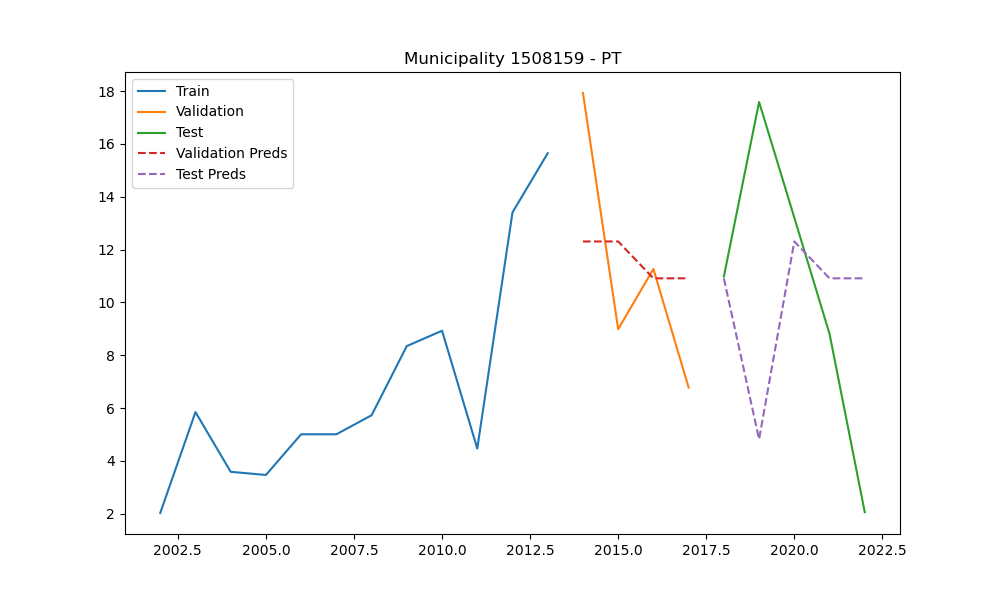 Municipality 1508159 - PT
Train
Validation
Test
Validation Preds
Test Preds
18
16
14
12
10
8
6
4
2
2002.5 2005.0 2007.5 2010.0 2012.5 2015.0 2017.5 2020.0 2022.5